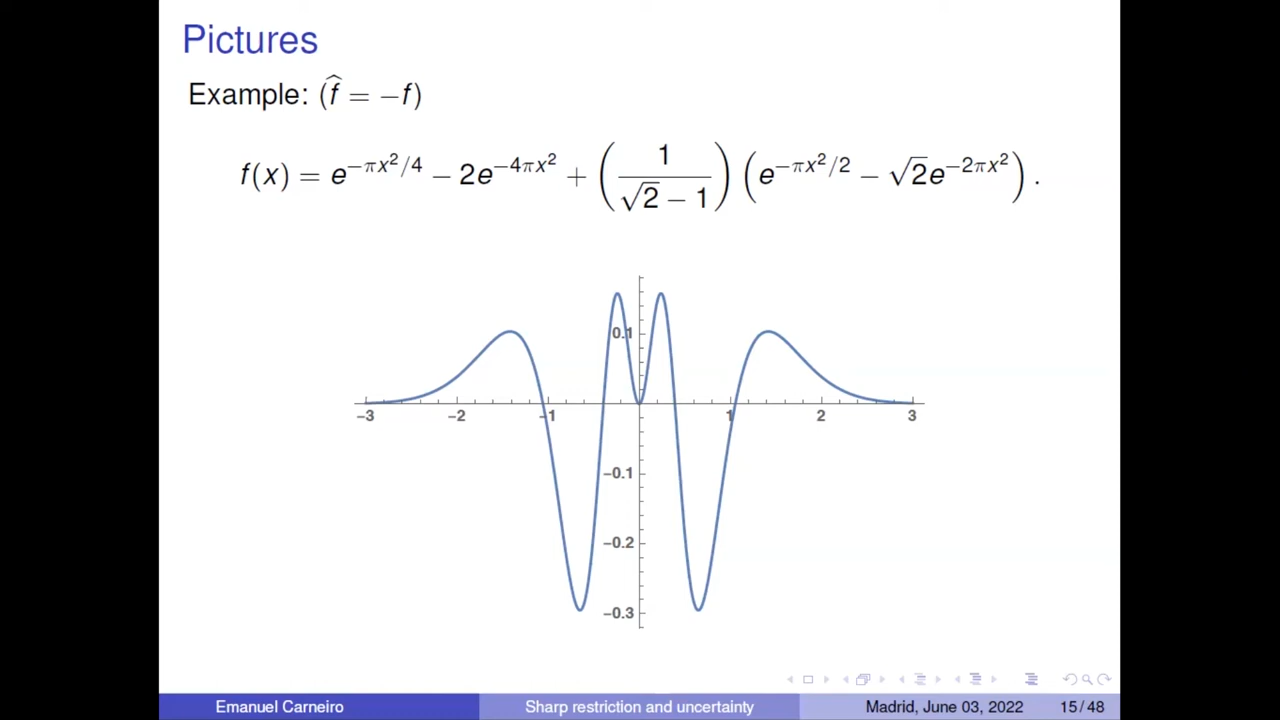 Pictures
Example: (f̂ = −f)
f(x) = e^{−πx²/4} − 2e^{−4πx²} + (1/(√2 − 1)) (e^{−πx²/2} − √2e^{−2πx²}).
0.1
−3 −2 −1 1 2 3
−0.1
−0.2
−0.3
Emanuel Carneiro Sharp restriction and uncertainty Madrid, June 03, 2022 15 / 48